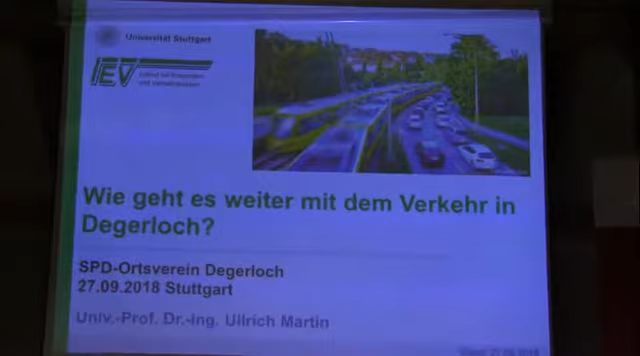 Universität Stuttgart
IEV
Wie geht es weiter mit dem Verkehr in
Degerloch?
SPD-Ortsverein Degerloch
27.09.2018 Stuttgart
Univ.-Prof. Dr.-Ing. Ullrich Martin